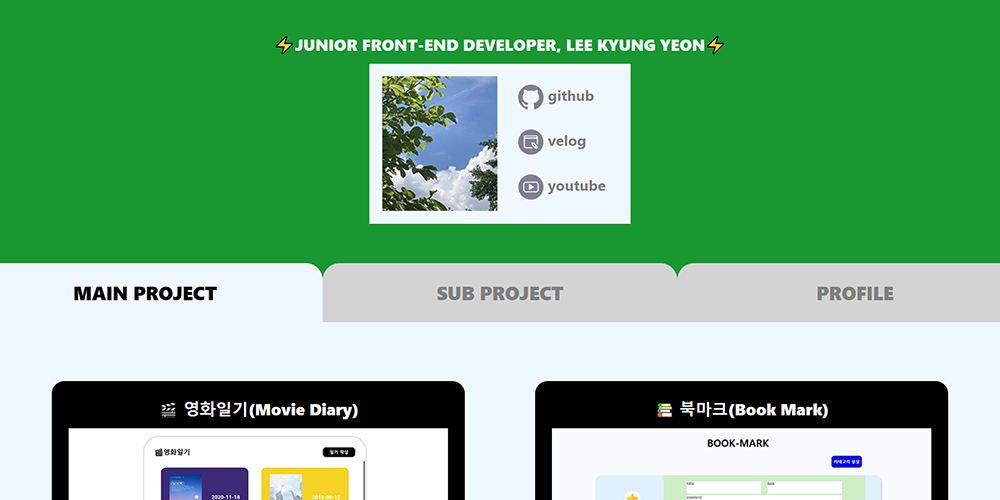 ⚡JUNIOR FRONT-END DEVELOPER, LEE KYUNG YEON⚡
github
velog
youtube
MAIN PROJECT
SUB PROJECT
PROFILE
🎬 영화일기(Movie Diary)
🎬영화일기
일기 작성
2020-11-18
2018-09-12
📚 북마크(Book Mark)
BOOK-MARK
카테고리 생성
title
link
content